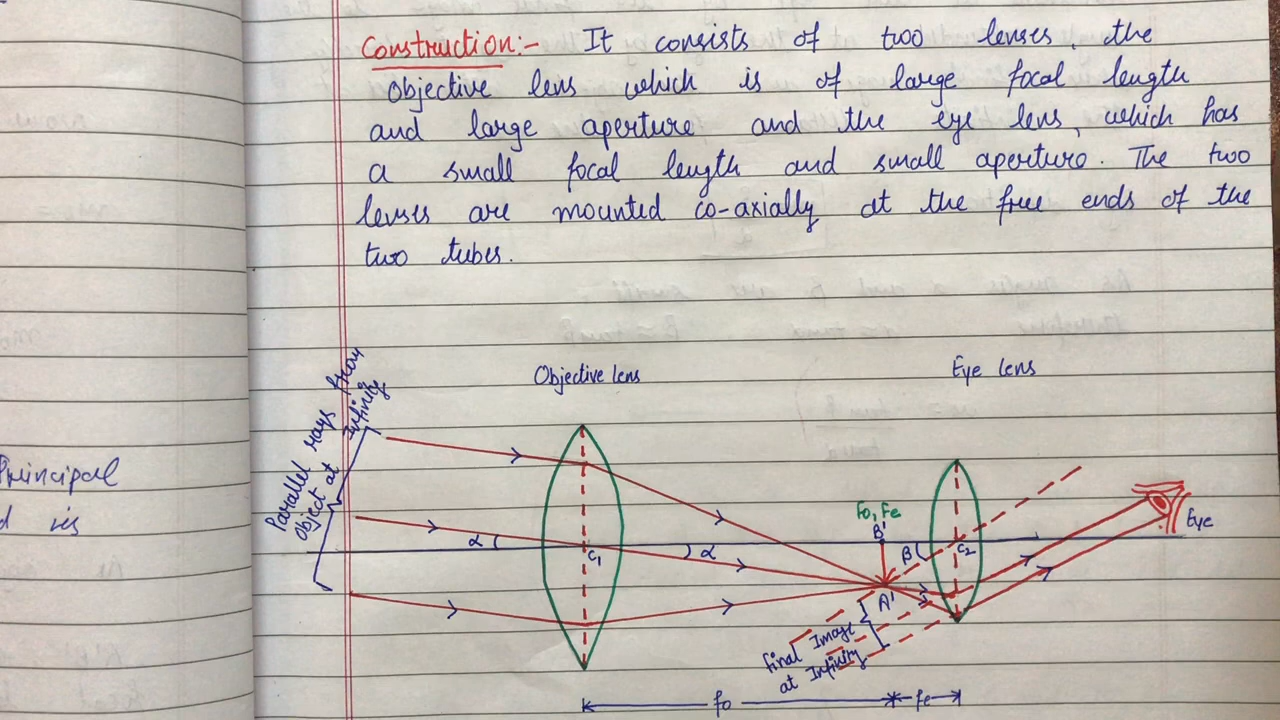 Construction:- It consists of two lenses, the
objective lens which is of large focal length
and large aperture and the eye lens, which has
a small focal length and small aperture. The two
lenses are mounted co-axially at the free ends of the
two tubes.
Objective lens
Eye lens
Parallel rays from
object at infinity
Principal
d is
α
C1
α
Fo, Fe
B'
β
C2
Eye
A'
final Image
at Infinity
fo
fe